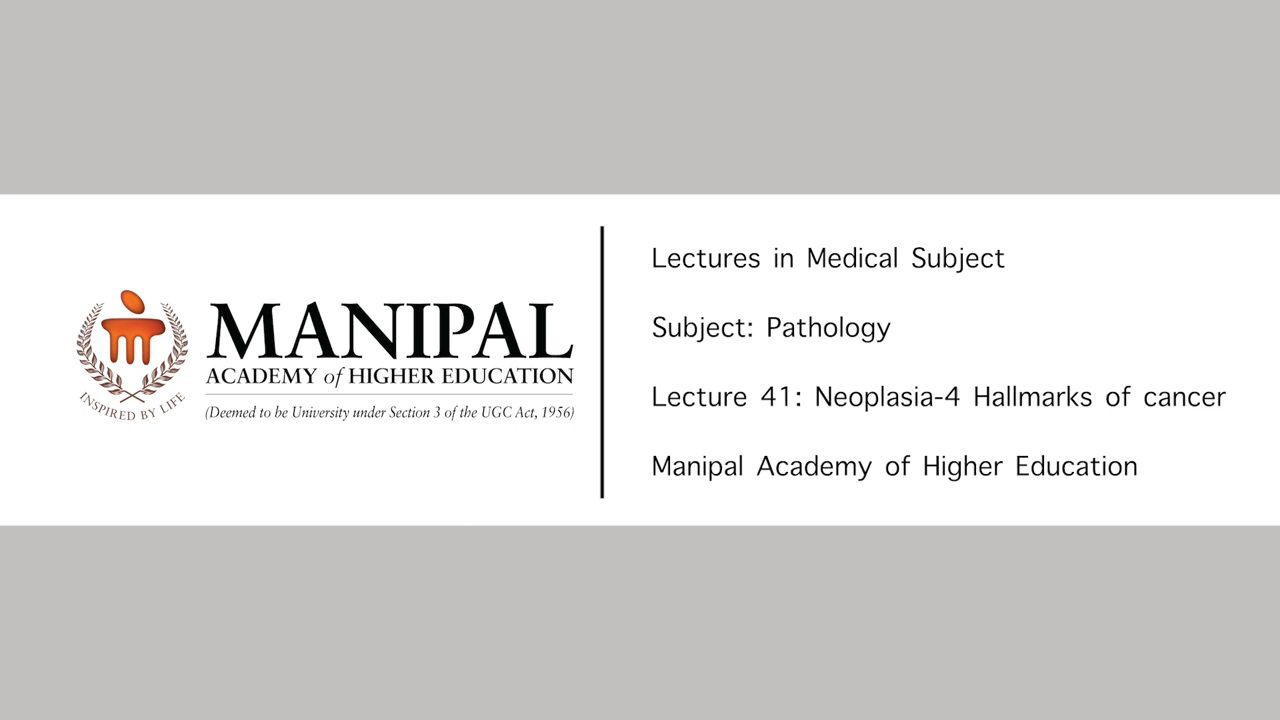 MANIPAL
ACADEMY of HIGHER EDUCATION
(Deemed to be University under Section 3 of the UGC Act, 1956)
INSPIRED BY LIFE
Lectures in Medical Subject
Subject: Pathology
Lecture 41: Neoplasia-4 Hallmarks of cancer
Manipal Academy of Higher Education